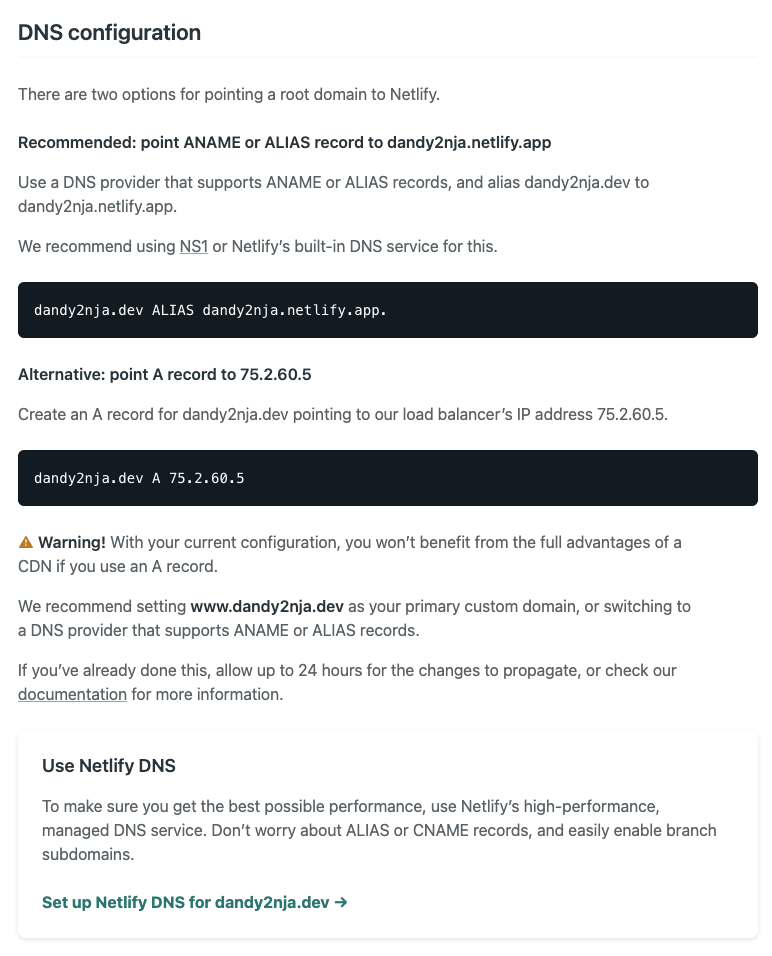 DNS configuration
There are two options for pointing a root domain to Netlify.
Recommended: point ANAME or ALIAS record to dandy2nja.netlify.app
Use a DNS provider that supports ANAME or ALIAS records, and alias dandy2nja.dev to
dandy2nja.netlify.app.
We recommend using NS1 or Netlify’s built-in DNS service for this.
dandy2nja.dev ALIAS dandy2nja.netlify.app.
Alternative: point A record to 75.2.60.5
Create an A record for dandy2nja.dev pointing to our load balancer’s IP address 75.2.60.5.
dandy2nja.dev A 75.2.60.5
Warning! With your current configuration, you won’t benefit from the full advantages of a
CDN if you use an A record.
We recommend setting www.dandy2nja.dev as your primary custom domain, or switching to
a DNS provider that supports ANAME or ALIAS records.
If you’ve already done this, allow up to 24 hours for the changes to propagate, or check our
documentation for more information.
Use Netlify DNS
To make sure you get the best possible performance, use Netlify’s high-performance,
managed DNS service. Don’t worry about ALIAS or CNAME records, and easily enable branch
subdomains.
Set up Netlify DNS for dandy2nja.dev →